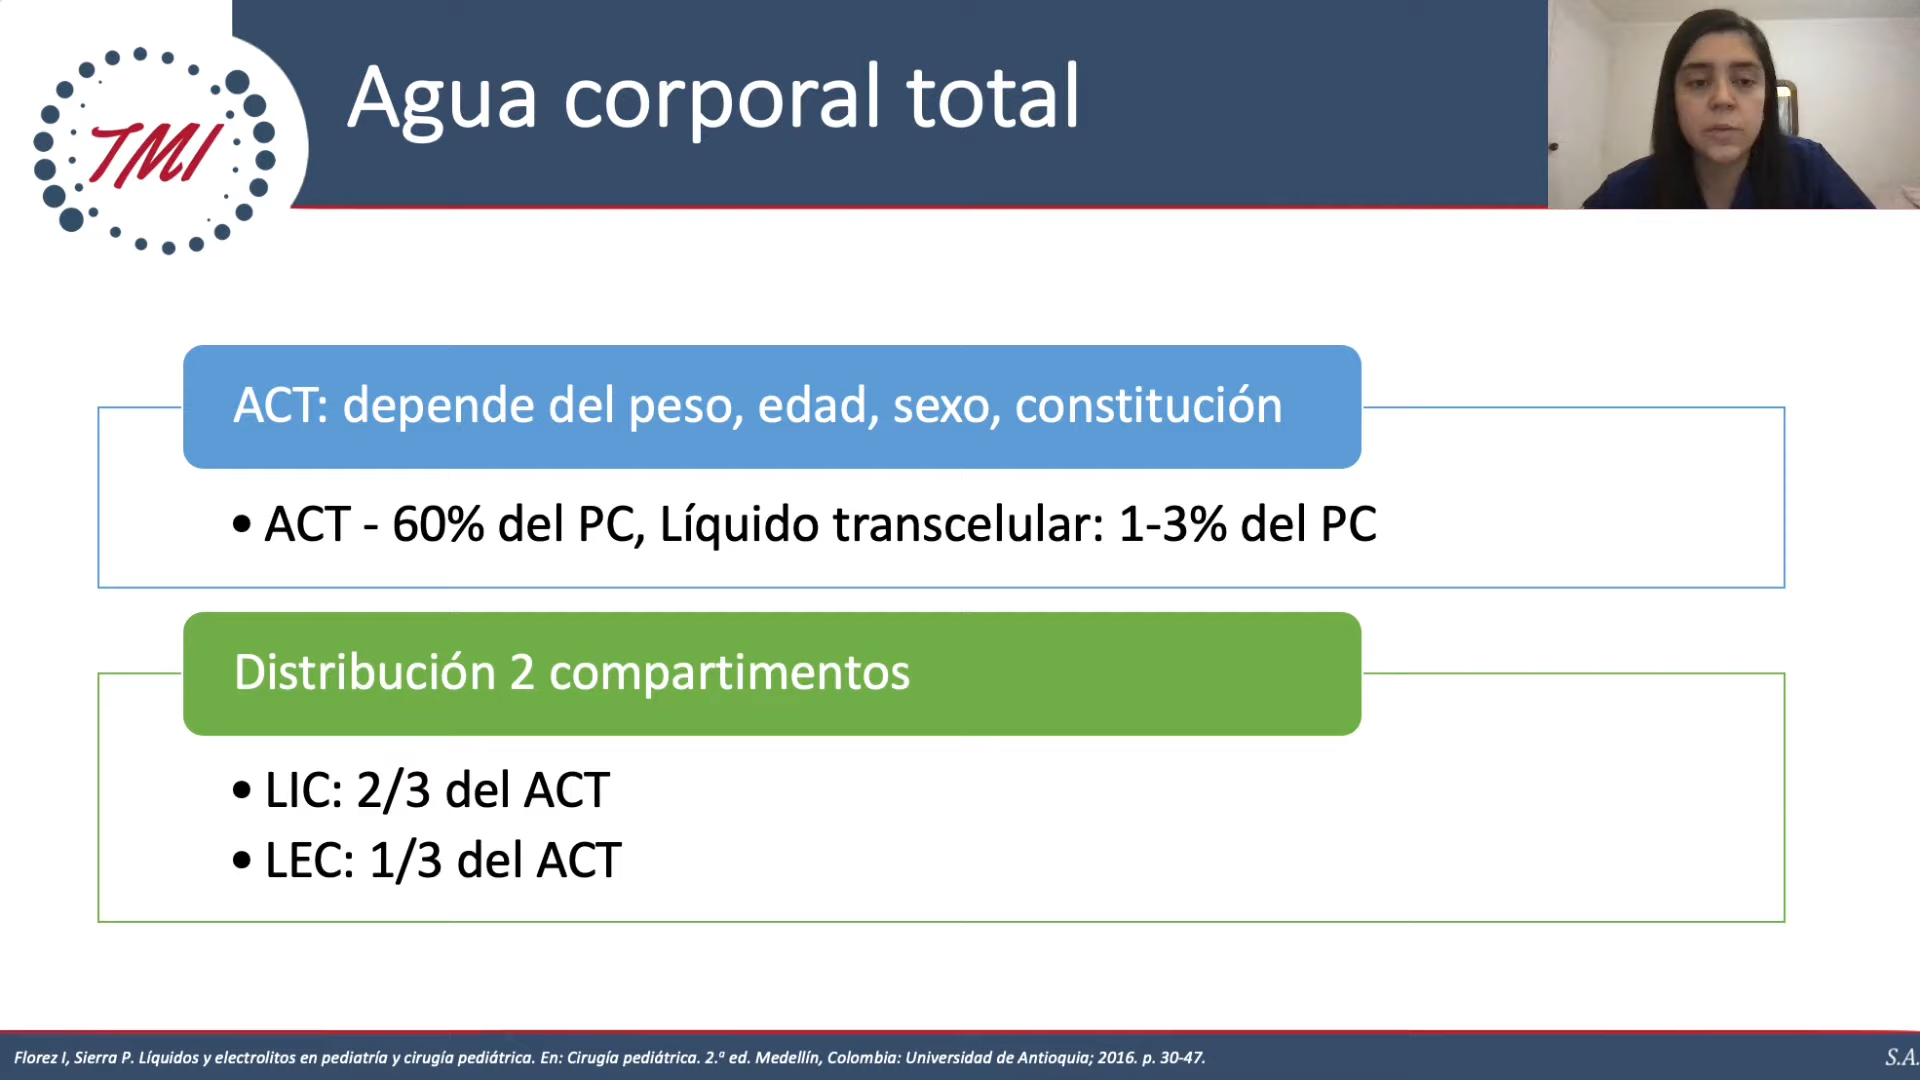 TMI
Agua corporal total
ACT: depende del peso, edad, sexo, constitución
• ACT - 60% del PC, Líquido transcelular: 1-3% del PC
Distribución 2 compartimentos
• LIC: 2/3 del ACT
• LEC: 1/3 del ACT
Florez I, Sierra P. Líquidos y electrolitos en pediatría y cirugía pediátrica. En: Cirugía pediátrica. 2.ª ed. Medellín, Colombia: Universidad de Antioquia; 2016. p. 30-47.
S.A.